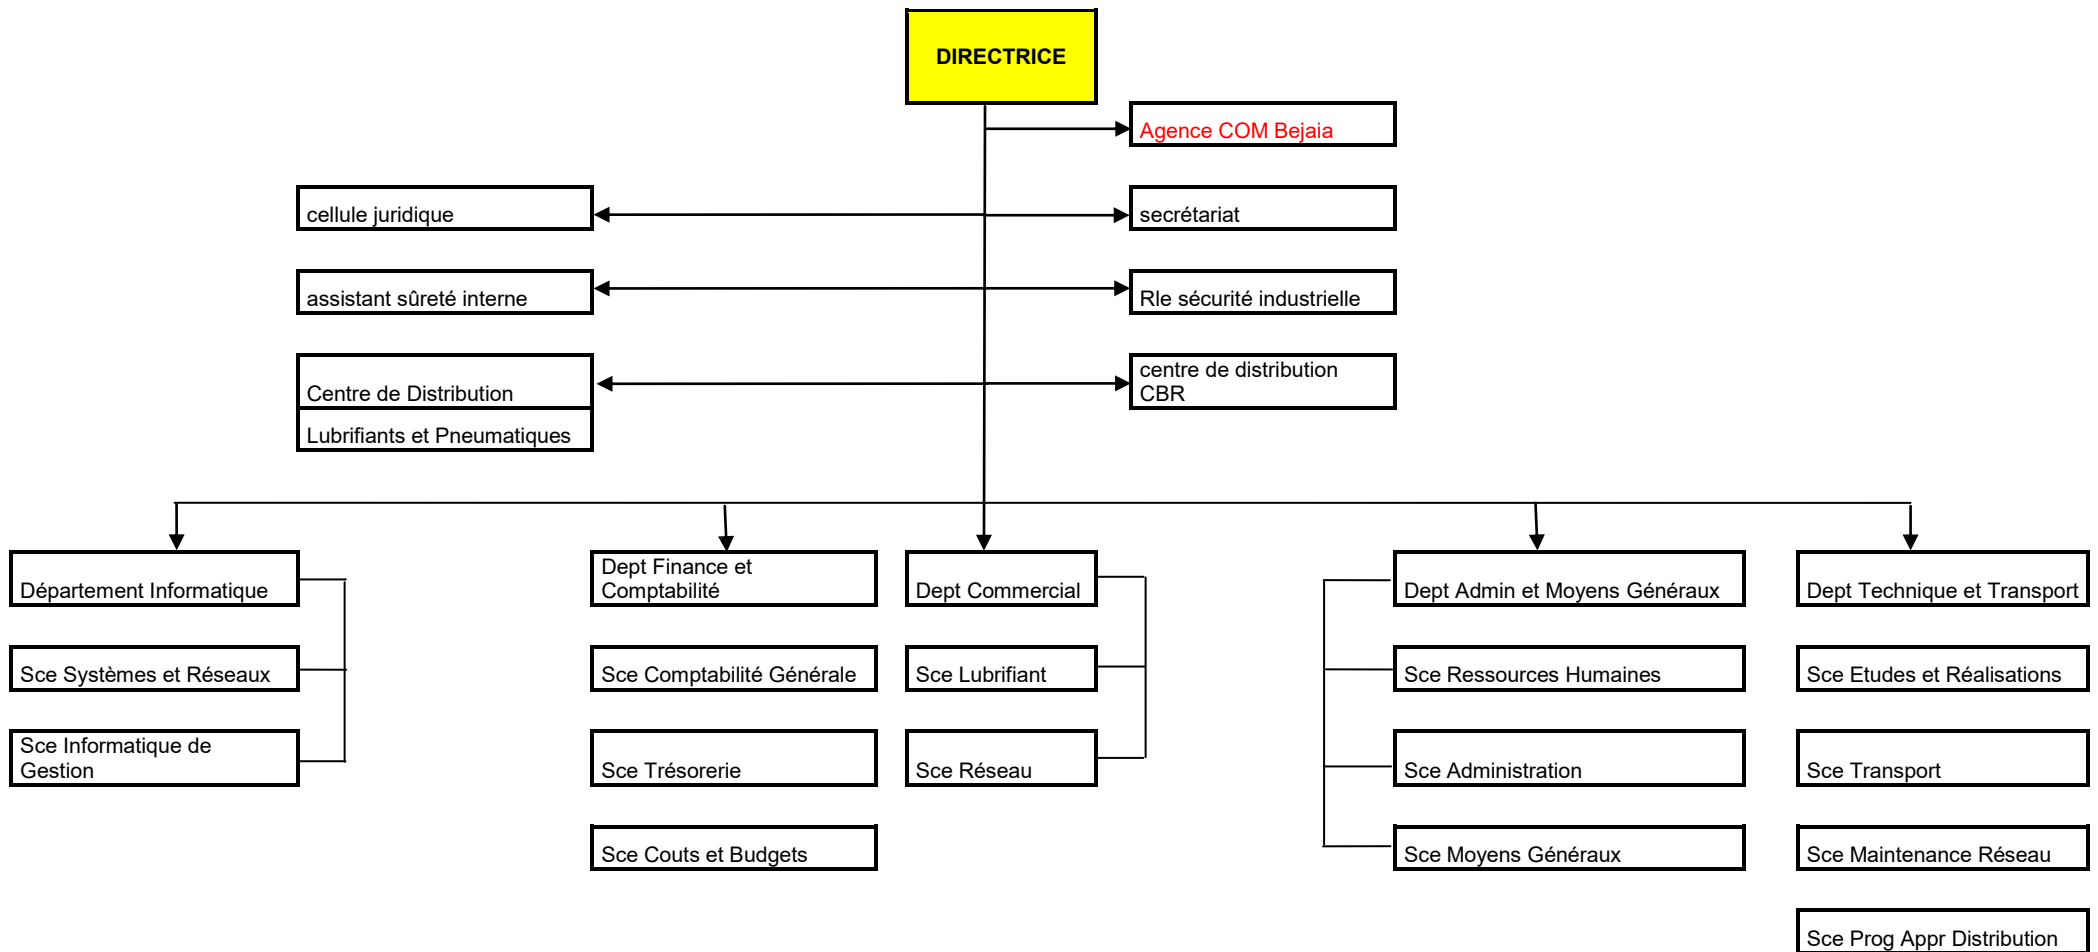 DIRECTRICE
Agence COM Bejaia
cellule juridique
secrétariat
assistant sûreté interne
Rle sécurité industrielle
Centre de Distribution
Lubrifiants et Pneumatiques
centre de distribution
CBR
Département Informatique
Dept Finance et
Comptabilité
Dept Commercial
Dept Admin et Moyens Généraux
Dept Technique et Transport
Sce Systèmes et Réseaux
Sce Comptabilité Générale
Sce Lubrifiant
Sce Ressources Humaines
Sce Etudes et Réalisations
Sce Informatique de
Gestion
Sce Trésorerie
Sce Réseau
Sce Administration
Sce Transport
Sce Couts et Budgets
Sce Moyens Généraux
Sce Maintenance Réseau
Sce Prog Appr Distribution